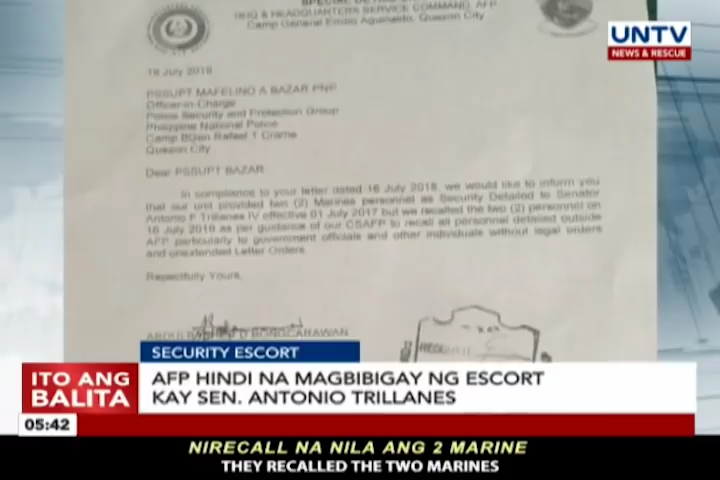 GHQ & HEADQUARTERS SERVICE COMMAND, AFP
Camp General Emilio Aguinaldo, Quezon City
UNTV
NEWS & RESCUE
16 July 2018
PSSUPT MAFELINO A BAZAR PNP
Officer-in-Charge
Police Security and Protection Group
Philippine National Police
Camp BGen Rafael T Crame
Quezon City
Dear PSSUPT BAZAR
In compliance to your letter dated 16 July 2018, we would like to inform you
that our unit provided two (2) Marines personnel as Security Detailed to Senator
Antonio F Trillanes IV effective 01 July 2017 but we recalled the two (2) personnel on
16 July 2018 as per guidance of our CSAFP to recall all personnel detailed outside
AFP particularly to government officials and other individuals without legal orders
and unextended Letter Orders.
Respectfully Yours,
BONGCARAWAN
SECURITY ESCORT
ITO ANG
BALITA
AFP HINDI NA MAGBIBIGAY NG ESCORT
KAY SEN. ANTONIO TRILLANES
05:42
NIRECALL NA NILA ANG 2 MARINE
THEY RECALLED THE TWO MARINES